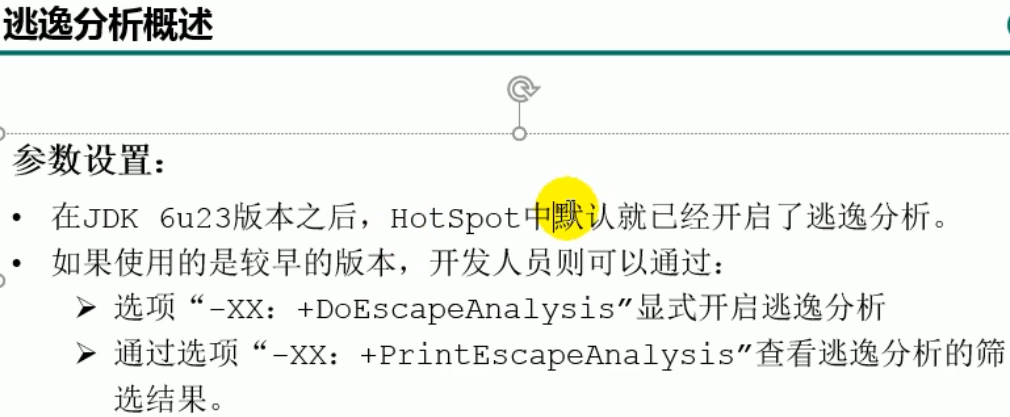 逃逸分析概述
参数设置：
• 在JDK 6u23版本之后，HotSpot中默认就已经开启了逃逸分析。
• 如果使用的是较早的版本，开发人员则可以通过：
➢ 选项“-XX：+DoEscapeAnalysis”显式开启逃逸分析
➢ 通过选项“-XX：+PrintEscapeAnalysis”查看逃逸分析的筛
选结果。